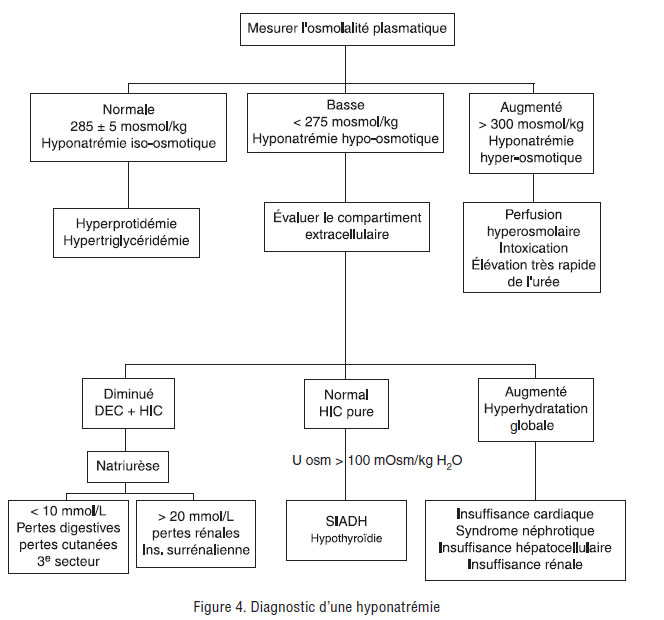 Mesurer l'osmolalité plasmatique
Normale
285 ± 5 mosmol/kg
Hyponatrémie iso-osmotique
Basse
< 275 mosmol/kg
Hyponatrémie hypo-osmotique
Augmenté
> 300 mosmol/kg
Hyponatrémie
hyper-osmotique
Hyperprotidémie
Hypertriglycéridémie
Évaluer le compartiment
extracellulaire
Perfusion
hyperosmolaire
Intoxication
Élévation très rapide
de l'urée
Diminué
DEC + HIC
Normal
HIC pure
Augmenté
Hyperhydratation
globale
Natriurèse
U osm > 100 mOsm/kg H₂O
< 10 mmol/L
Pertes digestives
pertes cutanées
3ᵉ secteur
> 20 mmol/L
pertes rénales
Ins. surrénalienne
SIADH
Hypothyroïdie
Insuffisance cardiaque
Syndrome néphrotique
Insuffisance hépatocellulaire
Insuffisance rénale
Figure 4. Diagnostic d'une hyponatrémie